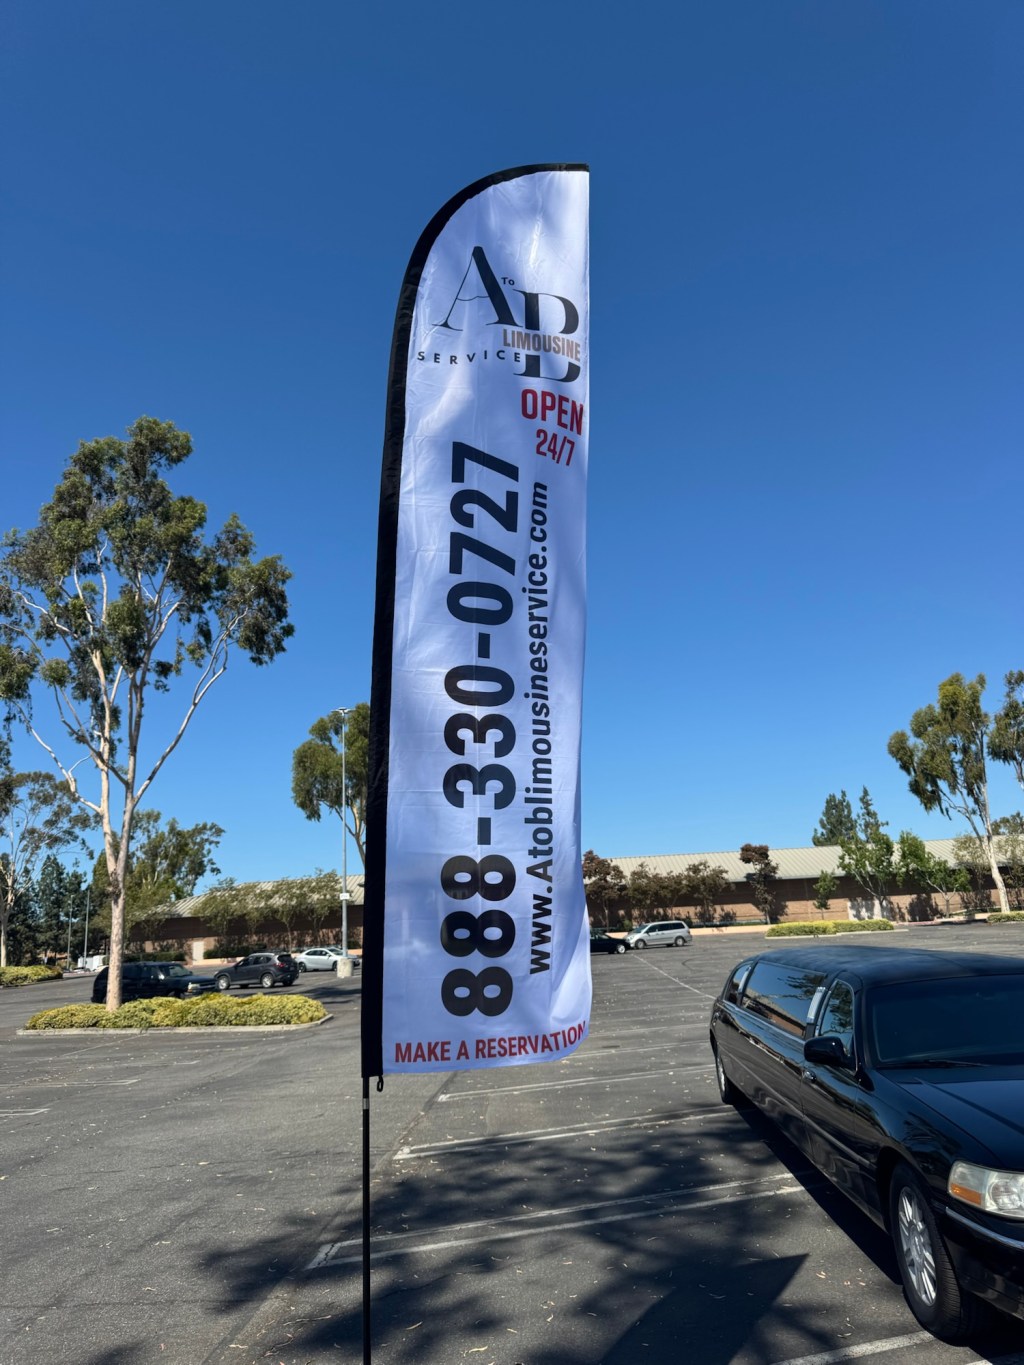 A TO B
LIMOUSINE
SERVICE
OPEN
24/7
888-330-0727
www.Atoblimousineservice.com
MAKE A RESERVATION